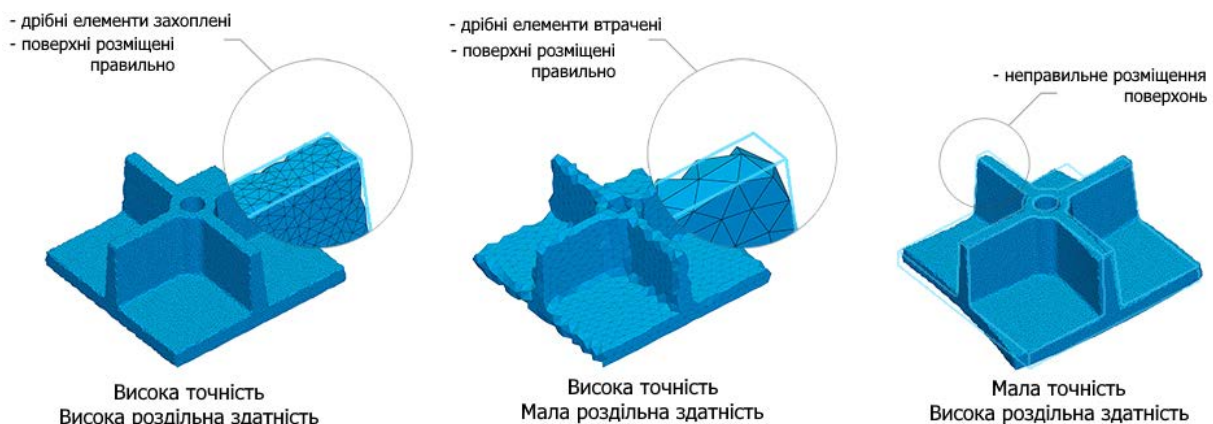 - дрібні елементи захоплені
- поверхні розміщені
правильно
- дрібні елементи втрачені
- поверхні розміщені
правильно
- неправильне розміщення
поверхонь
Висока точність
Висока роздільна здатність
Висока точність
Мала роздільна здатність
Мала точність
Висока роздільна здатність